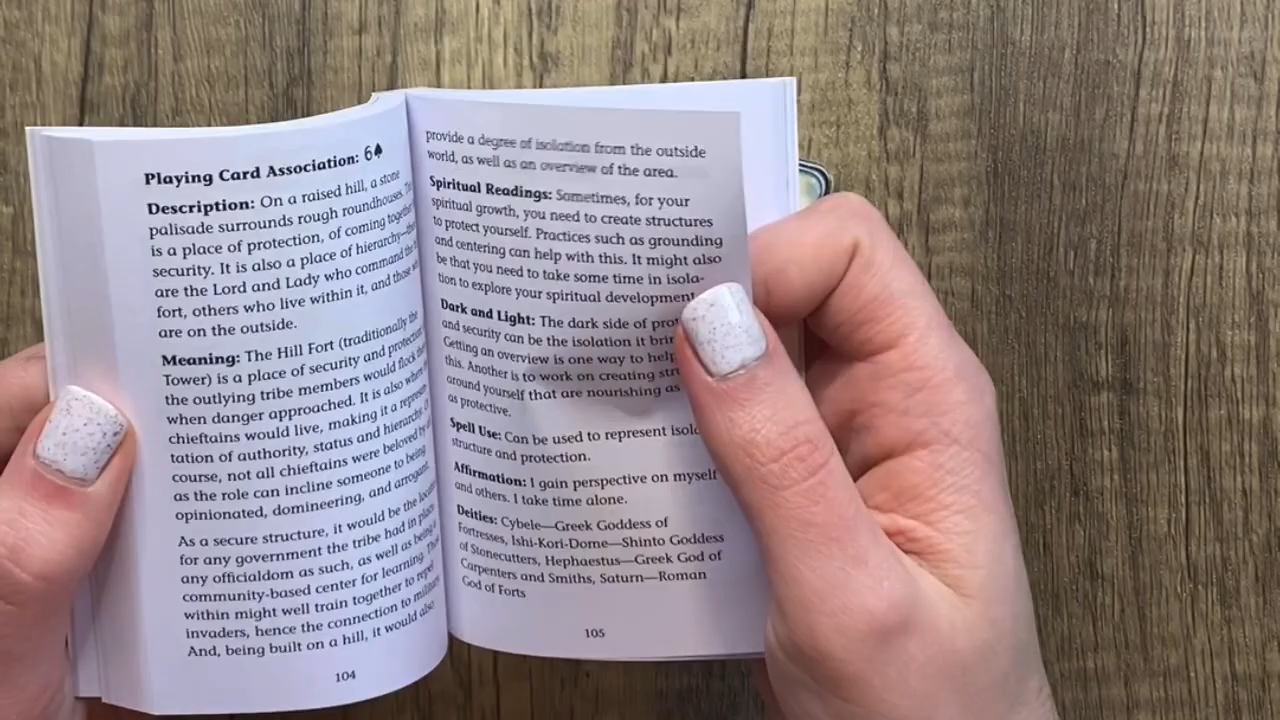 Playing Card Association: 6♠
Description: On a raised hill, a stone
palisade surrounds rough roundhouses.
is a place of protection, of coming together
security. It is also a place of hierarchy—
are the Lord and Lady who command the
fort, others who live within it, and those
are on the outside.
Meaning: The Hill Fort (traditionally the
Tower) is a place of security and protection
the outlying tribe members would flock
when danger approached. It is also where
chieftains would live, making it a represen-
tation of authority, status and hierarchy.
course, not all chieftains were beloved by
as the role can incline someone to being
opinionated, domineering, and arrogant.
As a secure structure, it would be the
for any government the tribe had in place
any officialdom as such, as well as being a
community-based center for learning.
within might well train together to repel
invaders, hence the connection to military
And, being built on a hill, it would also
104
provide a degree of isolation from the outside
world, as well as an overview of the area.
Spiritual Readings: Sometimes, for your
spiritual growth, you need to create structures
to protect yourself. Practices such as grounding
and centering can help with this. It might also
be that you need to take some time in isola-
tion to explore your spiritual development.
Dark and Light: The dark side of
and security can be the isolation it
Getting an overview is one way to help
this. Another is to work on creating
around yourself that are nourishing as
as protective.
Spell Use: Can be used to represent
structure and protection.
Affirmation: I gain perspective on myself
and others. I take time alone.
Deities: Cybele—Greek Goddess of
Fortresses, Ishi-Kori-Dome—Shinto Goddess
of Stonecutters, Hephaestus—Greek God of
Carpenters and Smiths, Saturn—Roman
God of Forts
105